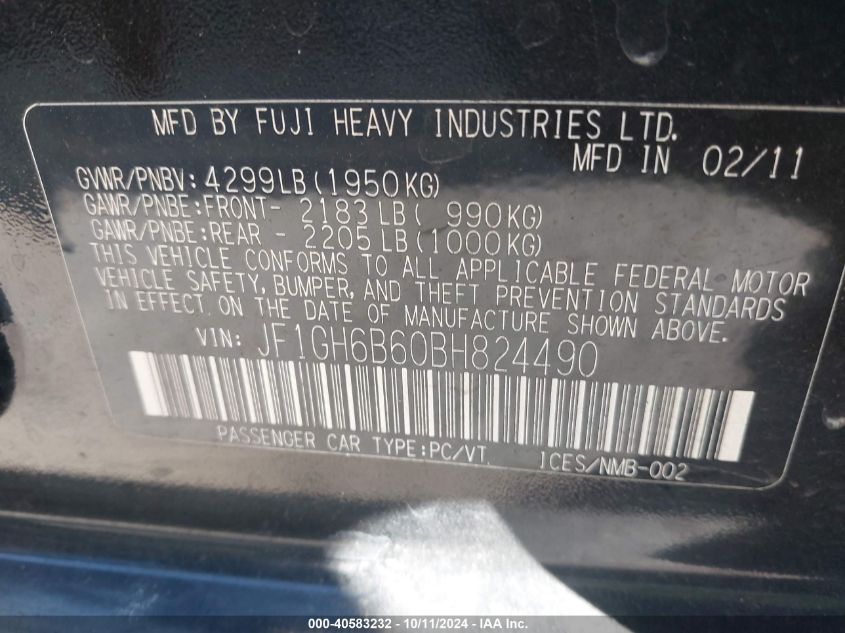 MFD BY FUJI HEAVY INDUSTRIES LTD.
MFD IN 02/11
GVWR/PNBV: 4299LB(1950KG)
GAWR/PNBE:FRONT- 2183LB( 990KG)
GAWR/PNBE:REAR - 2205LB(1000KG)
THIS VEHICLE CONFORMS TO ALL APPLICABLE FEDERAL MOTOR
VEHICLE SAFETY, BUMPER, AND THEFT PREVENTION STANDARDS
IN EFFECT ON THE DATE OF MANUFACTURE SHOWN ABOVE.
VIN: JF1GH6B60BH824490
PASSENGER CAR TYPE:PC/VT ICES/NMB-002
000-40583232 - 10/11/2024 - IAA Inc.